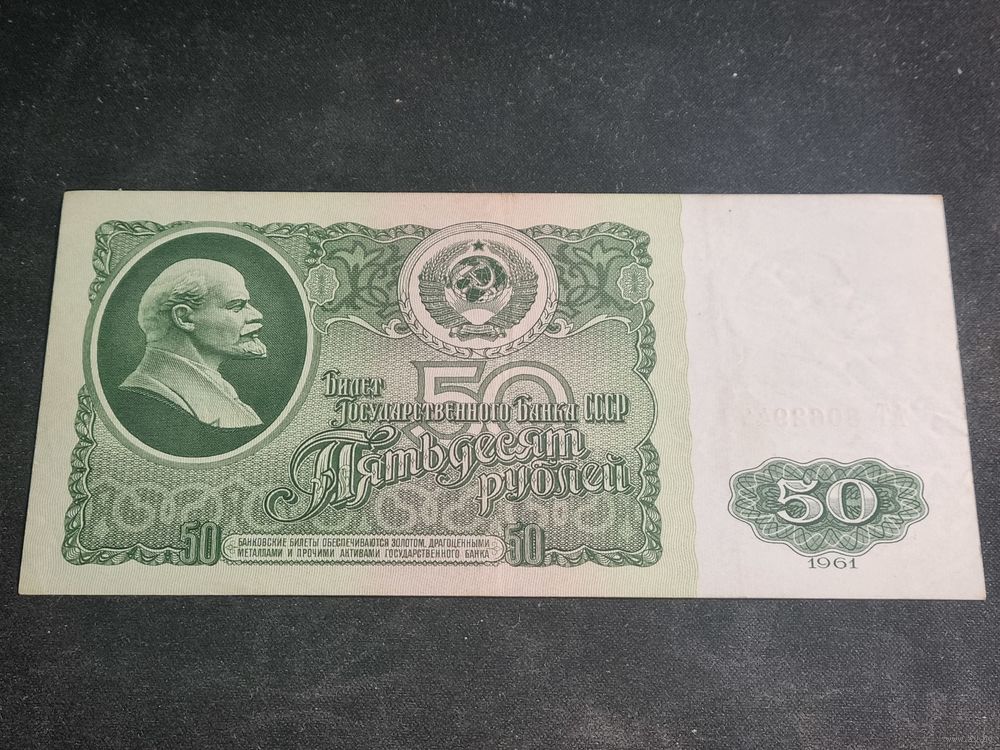 Билет
50
Государственного Банка СССР
Пятьдесят
рублей
50
50
БАНКОВСКИЕ БИЛЕТЫ ОБЕСПЕЧИВАЮТСЯ ЗОЛОТОМ, ДРАГОЦЕННЫМИ
МЕТАЛЛАМИ И ПРОЧИМИ АКТИВАМИ ГОСУДАРСТВЕННОГО БАНКА
50
1961